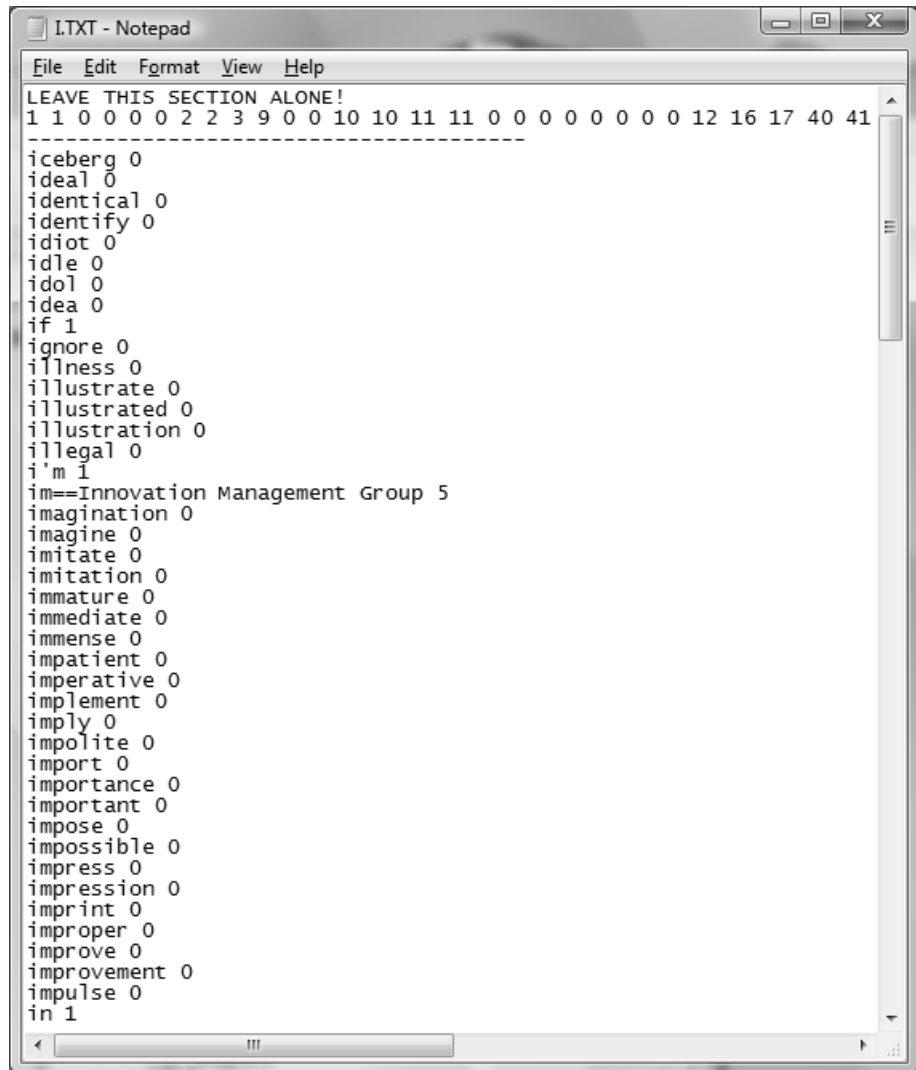 I.TXT - Notepad
File Edit Format View Help
LEAVE THIS SECTION ALONE!
1 1 0 0 0 0 2 2 3 9 0 0 10 10 11 11 0 0 0 0 0 0 0 0 12 16 17 40 41
---------------------------------------
iceberg 0
ideal 0
identical 0
identify 0
idiot 0
idle 0
idol 0
idea 0
if 1
ignore 0
illness 0
illustrate 0
illustrated 0
illustration 0
illegal 0
i'm 1
im==Innovation Management Group 5
imagination 0
imagine 0
imitate 0
imitation 0
immature 0
immediate 0
immense 0
impatient 0
imperative 0
implement 0
imply 0
impolite 0
import 0
importance 0
important 0
impose 0
impossible 0
impress 0
impression 0
imprint 0
improper 0
improve 0
improvement 0
impulse 0
in 1